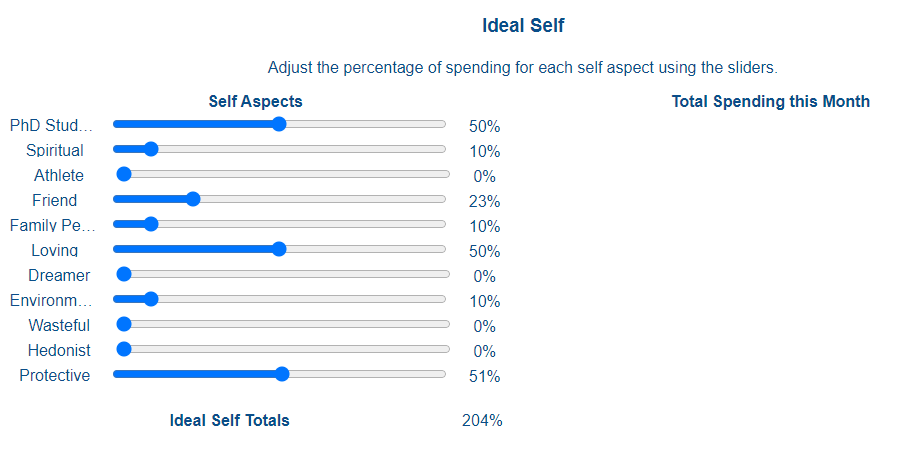 Ideal Self
Adjust the percentage of spending for each self aspect using the sliders.
Self Aspects Total Spending this Month
PhD Stud... 50%
Spiritual 10%
Athlete 0%
Friend 23%
Family Pe... 10%
Loving 50%
Dreamer 0%
Environm... 10%
Wasteful 0%
Hedonist 0%
Protective 51%
Ideal Self Totals 204%